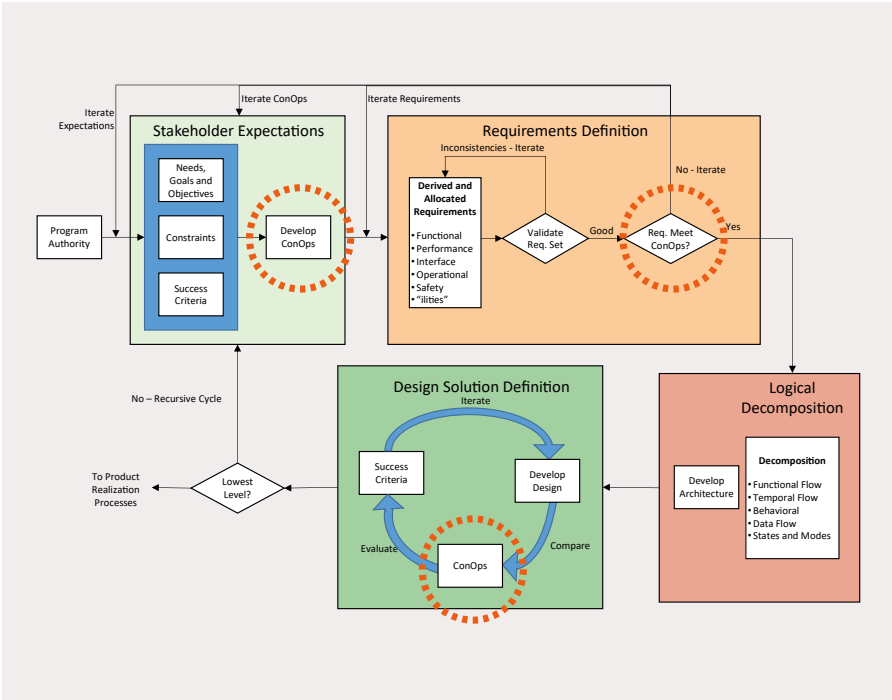 Iterate ConOps
Iterate Requirements
Iterate
Expectations
Stakeholder Expectations
Needs,
Goals and
Objectives
Program
Authority
Constraints
Develop
ConOps
Success
Criteria
Requirements Definition
Inconsistencies - Iterate
Derived and
Allocated
Requirements
• Functional
• Performance
• Interface
• Operational
• Safety
• “ilities”
Validate
Req. Set
Good
Req. Meet
ConOps?
No - Iterate
Yes
Logical
Decomposition
Decomposition
• Functional Flow
• Temporal Flow
• Behavioral
• Data Flow
• States and Modes
Develop
Architecture
Design Solution Definition
Iterate
Success
Criteria
Develop
Design
Evaluate
Compare
ConOps
No – Recursive Cycle
Lowest
Level?
To Product
Realization
Processes